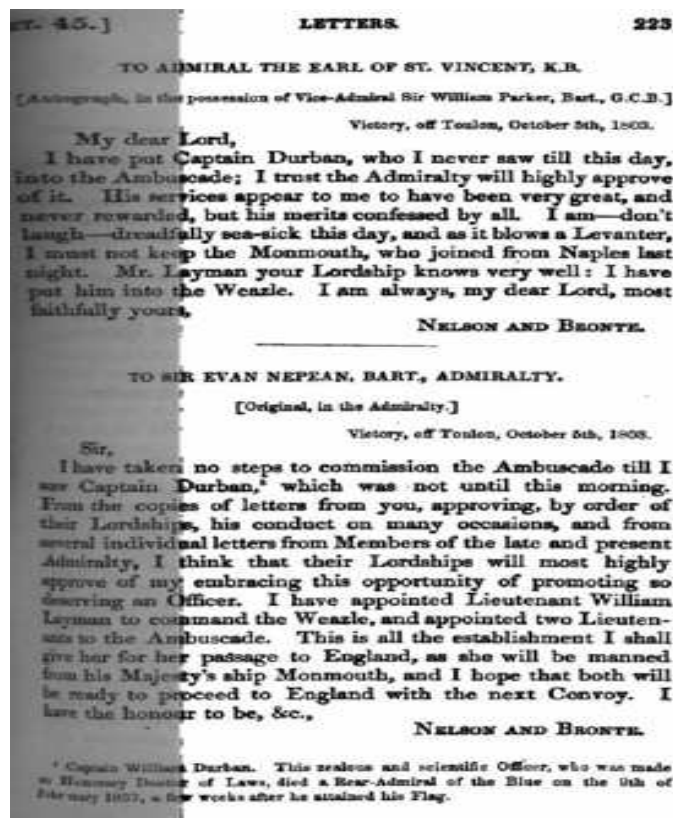 ÆT. 45.] LETTERS. 223
TO ADMIRAL THE EARL OF ST. VINCENT, K.B.
[Autograph, in the possession of Vice-Admiral Sir William Parker, Bart., G.C.B.]
Victory, off Toulon, October 5th, 1803.
My dear Lord,
I have put Captain Durban, who I never saw till this day,
into the Ambuscade; I trust the Admiralty will highly approve
of it. His services appear to me to have been very great, and
never rewarded, but his merits confessed by all. I am—don't
laugh—dreadfully sea-sick this day, and as it blows a Levanter,
I must not keep the Monmouth, who joined from Naples last
night. Mr. Layman your Lordship knows very well: I have
put him into the Weazle. I am always, my dear Lord, most
faithfully yours,
NELSON AND BRONTE.
TO SIR EVAN NEPEAN, BART., ADMIRALTY.
[Original, in the Admiralty.]
Victory, off Toulon, October 5th, 1803.
Sir,
I have taken no steps to commission the Ambuscade till I
saw Captain Durban,⁸ which was not until this morning.
From the copies of letters from you, approving, by order of
their Lordships, his conduct on many occasions, and from
several individual letters from Members of the late and present
Admiralty, I think that their Lordships will most highly
approve of my embracing this opportunity of promoting so
deserving an Officer. I have appointed Lieutenant William
Layman to command the Weazle, and appointed two Lieuten-
ants to the Ambuscade. This is all the establishment I shall
give her for her passage to England, as she will be manned
from his Majesty's ship Monmouth, and I hope that both will
be ready to proceed to England with the next Convoy. I
have the honour to be, &c.,
NELSON AND BRONTE.
Captain William Durban. This zealous and scientific Officer, who was made
an Honorary Doctor of Laws, died a Rear-Admiral of the Blue on the 9th of
February 1837, a few weeks after he attained his Flag.